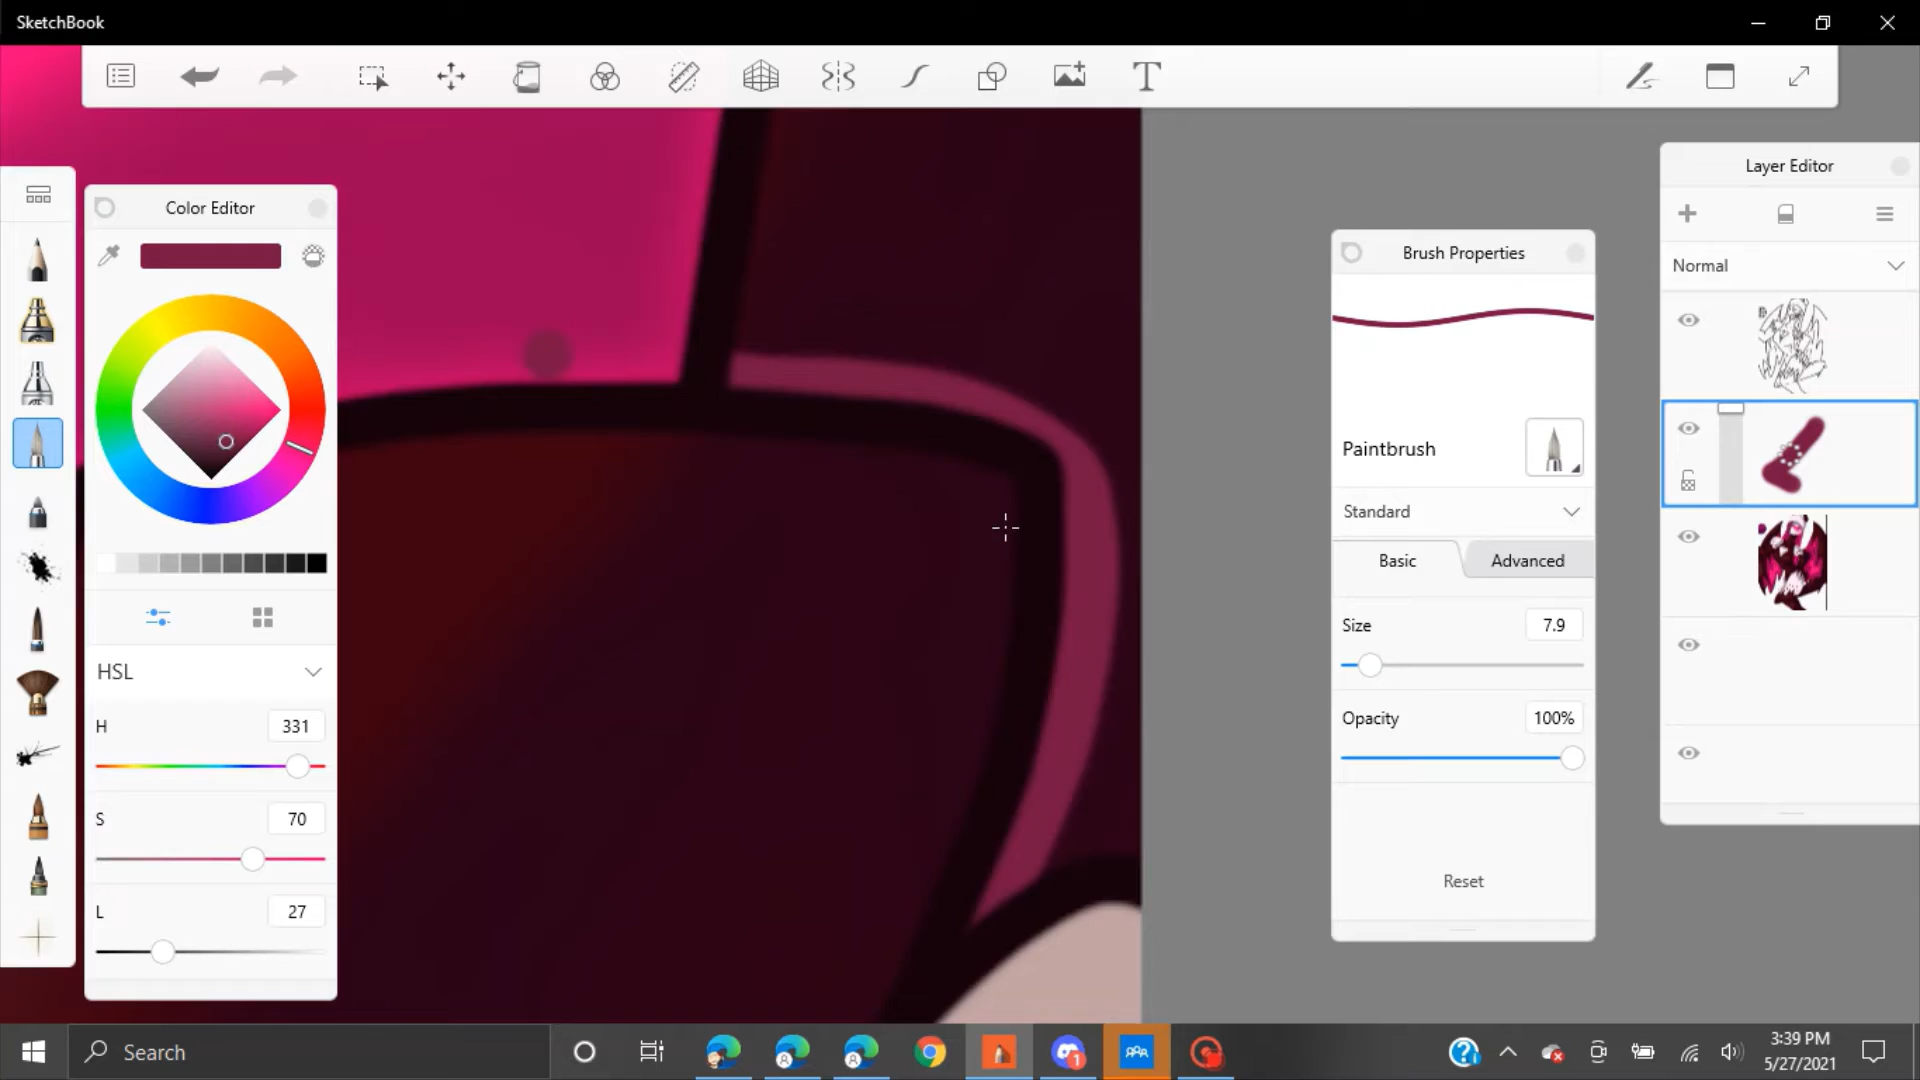 SketchBook
Color Editor
HSL
H 331
S 70
L 27
Brush Properties
Paintbrush
Standard
Basic Advanced
Size 7.9
Opacity 100%
Reset
Layer Editor
Normal
Search
1
3:39 PM
5/27/2021